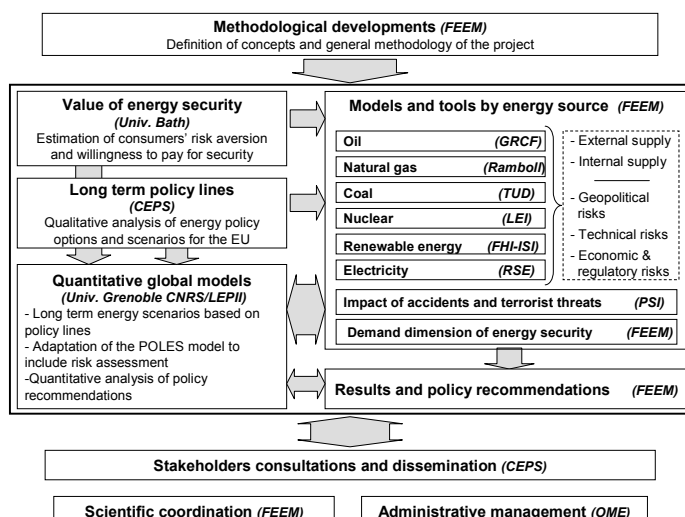 Methodological developments (FEEM)
Definition of concepts and general methodology of the project
Value of energy security
(Univ. Bath)
Estimation of consumers' risk aversion
and willingness to pay for security
Long term policy lines
(CEPS)
Qualitative analysis of energy policy
options and scenarios for the EU
Quantitative global models
(Univ. Grenoble CNRS/LEPII)
- Long term energy scenarios based on
policy lines
- Adaptation of the POLES model to
include risk assessment
-Quantitative analysis of policy
recommendations
Models and tools by energy source (FEEM)
Oil (GRCF)
Natural gas (Ramboll)
Coal (TUD)
Nuclear (LEI)
Renewable energy (FHI-ISI)
Electricity (RSE)
- External supply
- Internal supply
- Geopolitical
risks
- Technical risks
- Economic &
regulatory risks
Impact of accidents and terrorist threats (PSI)
Demand dimension of energy security (FEEM)
Results and policy recommendations (FEEM)
Stakeholders consultations and dissemination (CEPS)
Scientific coordination (FEEM)
Administrative management (OME)